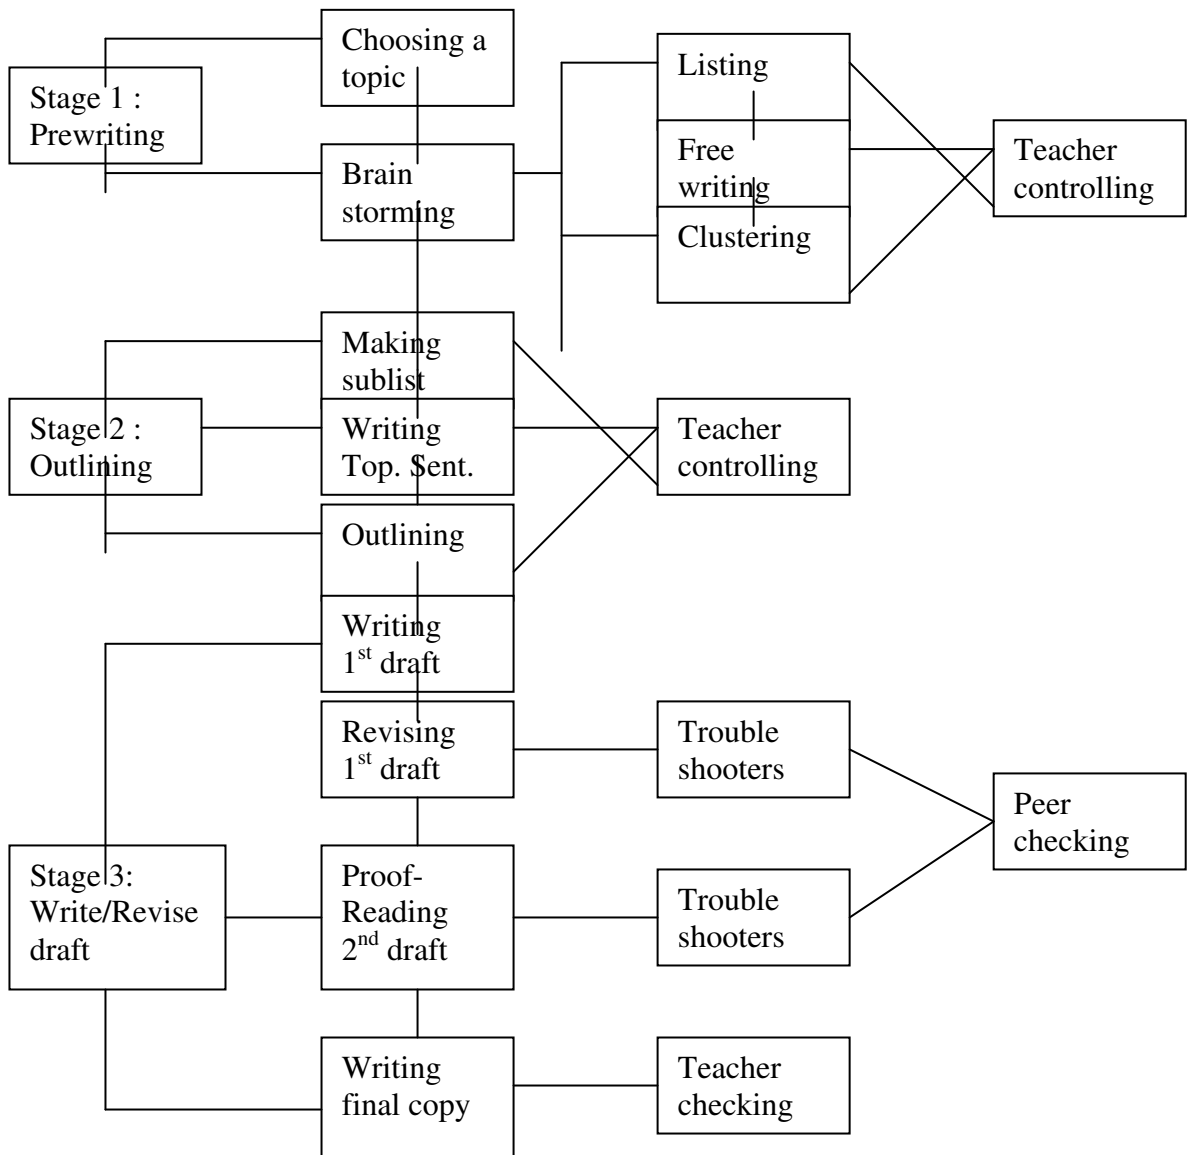 Choosing a
topic
Stage 1 :
Prewriting
Brain
storming
Listing
Free
writing
Clustering
Teacher
controlling
Making
sublist
Stage 2 :
Outlining
Writing
Top. Sent.
Outlining
Teacher
controlling
Writing
1st draft
Revising
1st draft
Trouble
shooters
Peer
checking
Stage 3:
Write/Revise
draft
Proof-
Reading
2nd draft
Trouble
shooters
Writing
final copy
Teacher
checking